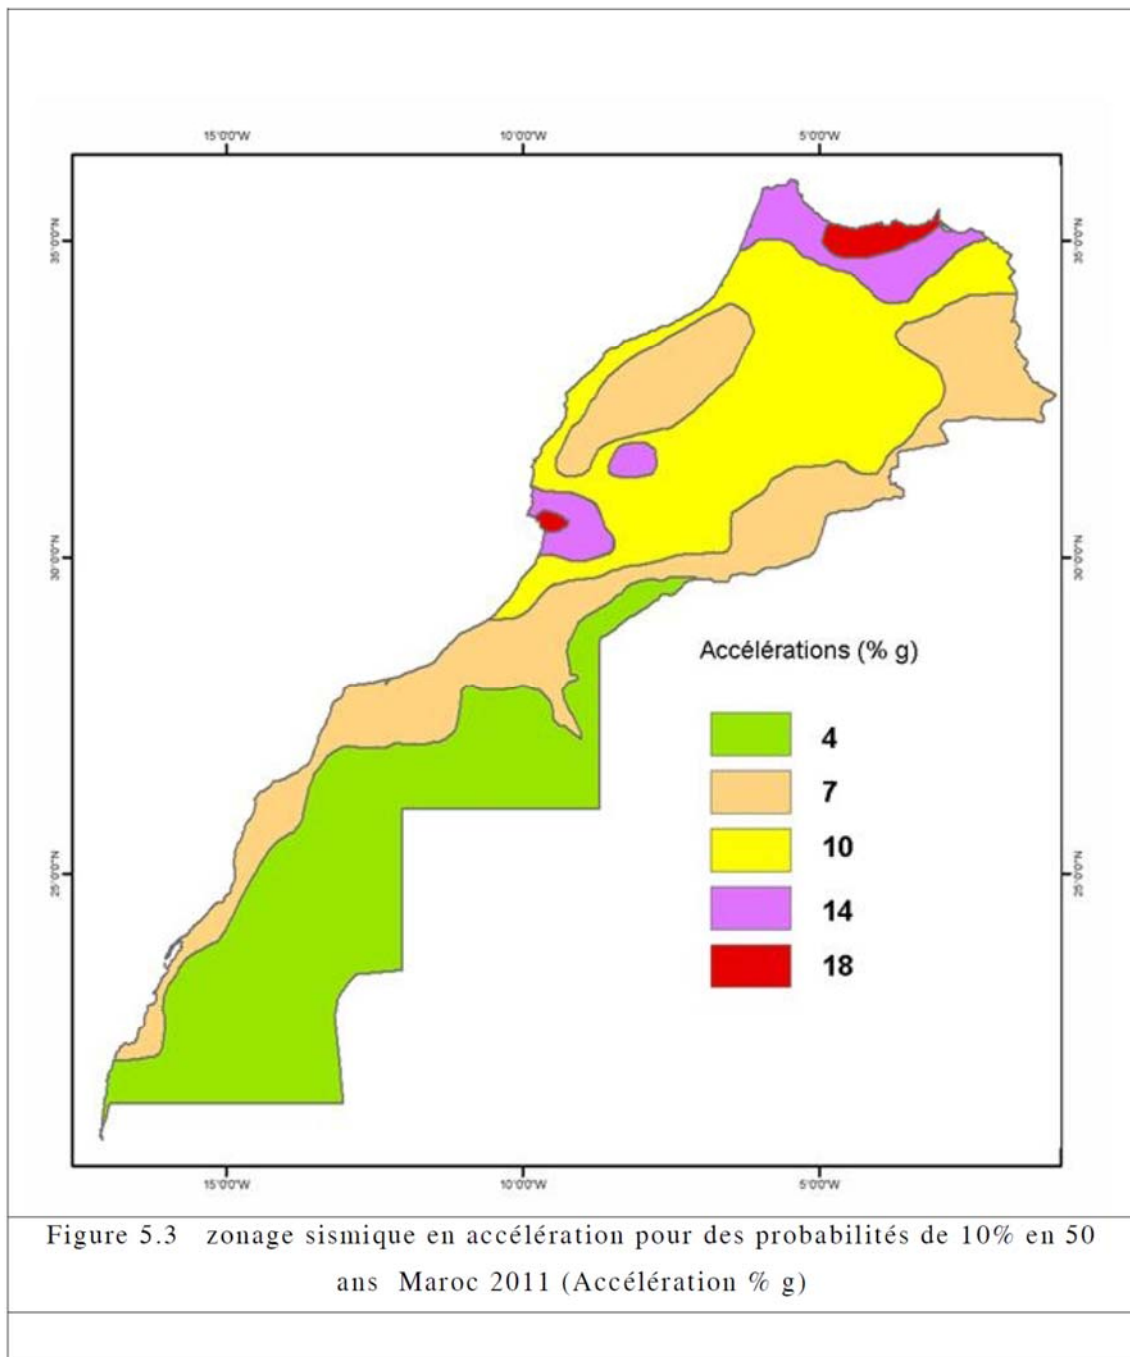 15°0'0"W 10°0'0"W 5°0'0"W
35°0'0"N 35°0'0"N
30°0'0"N 30°0'0"N
Accélérations (% g)
4
7
10
25°0'0"N 25°0'0"N
14
18
15°0'0"W 10°0'0"W 5°0'0"W
Figure 5.3 zonage sismique en accélération pour des probabilités de 10% en 50
ans Maroc 2011 (Accélération % g)